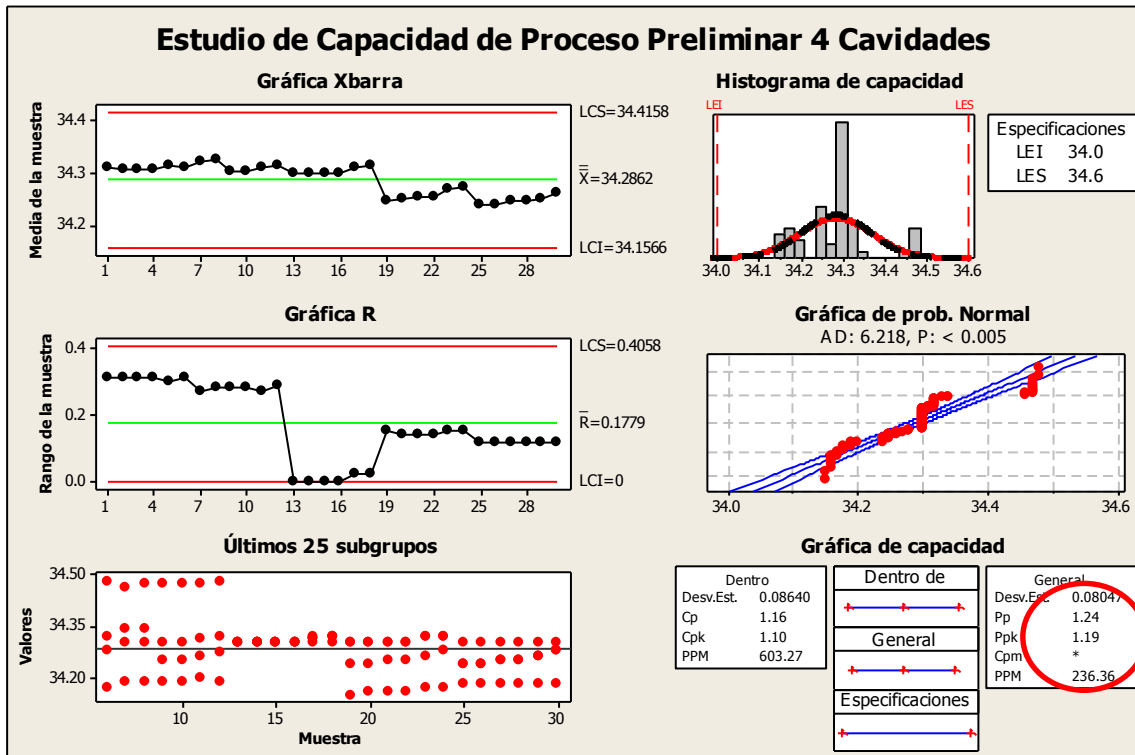 Estudio de Capacidad de Proceso Preliminar 4 Cavidades
Gráfica Xbarra
Media de la muestra
34.4
34.3
34.2
1 4 7 10 13 16 19 22 25 28
LCS=34.4158
X=34.2862
LCI=34.1566
Histograma de capacidad
LEI LES
34.0 34.1 34.2 34.3 34.4 34.5 34.6
Especificaciones
LEI 34.0
LES 34.6
Gráfica R
Rango de la muestra
0.4
0.2
0.0
1 4 7 10 13 16 19 22 25 28
LCS=0.4058
R=0.1779
LCI=0
Gráfica de prob. Normal
AD: 6.218, P: < 0.005
34.0 34.2 34.4 34.6
Últimos 25 subgrupos
Valores
34.50
34.35
34.20
10 15 20 25 30
Muestra
Gráfica de capacidad
Dentro
Desv.Est. 0.08640
Cp 1.16
Cpk 1.10
PPM 603.27
Dentro de
General
Especificaciones
General
Desv.Est. 0.08047
Pp 1.24
Ppk 1.19
Cpm *
PPM 236.36